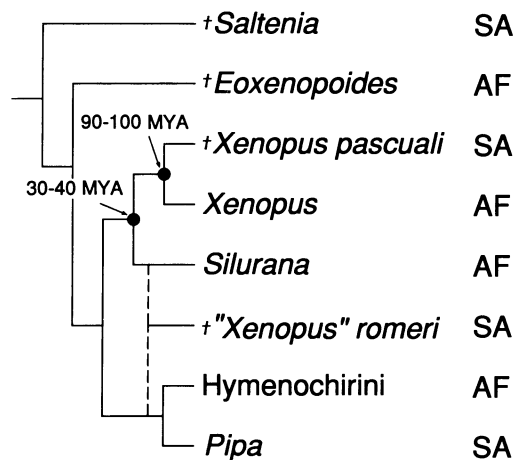 †Saltenia SA
†Eoxenopoides AF
90-100 MYA
†Xenopus pascuali SA
30-40 MYA
Xenopus AF
Silurana AF
†"Xenopus" romeri SA
Hymenochirini AF
Pipa SA